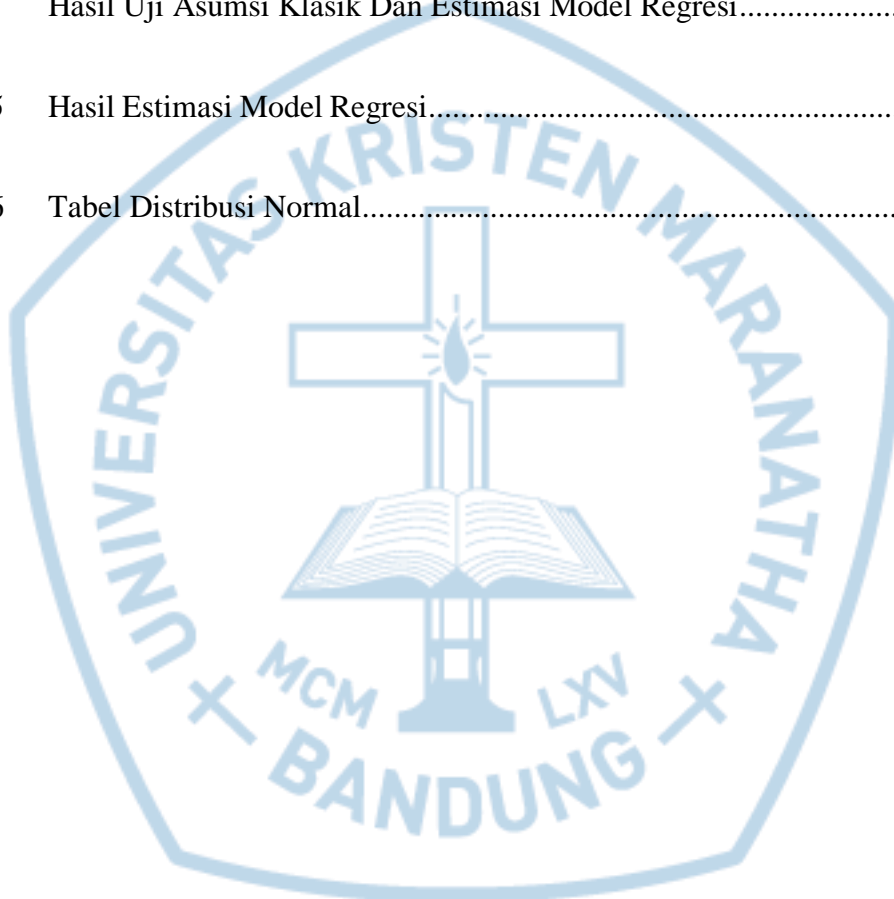 Hasil Uji Asumsi Klasik Dan Estimasi Model Regresi
Hasil Estimasi Model Regresi
Tabel Distribusi Normal
UNIVERSITAS KRISTEN MARANATHA
MCM LXV
BANDUNG